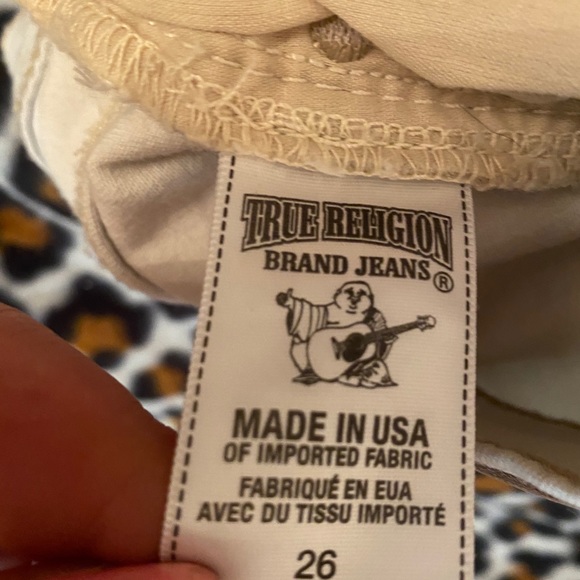 TRUE RELIGION
BRAND JEANS ®
MADE IN USA
OF IMPORTED FABRIC
FABRIQUÉ EN EUA
AVEC DU TISSU IMPORTÉ
26